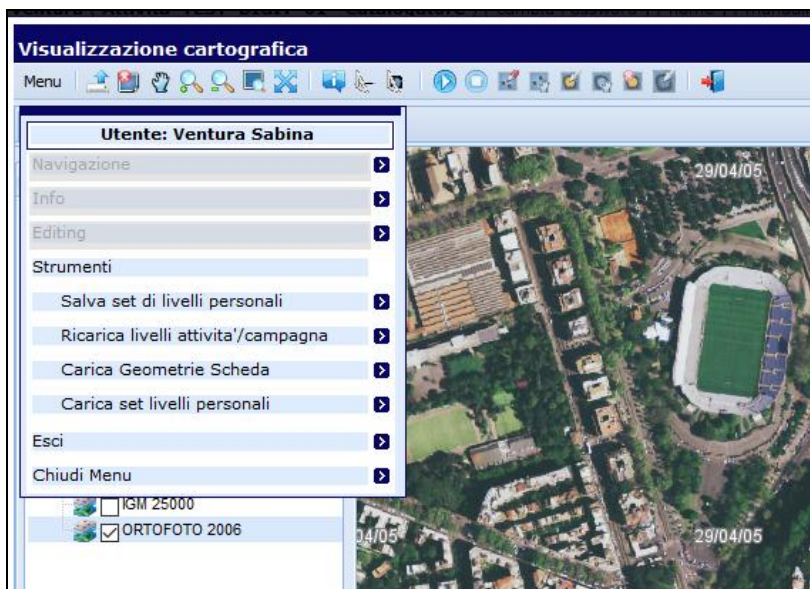 Visualizzazione cartografica
Menu
Utente: Ventura Sabina
Navigazione
Info
Editing
Strumenti
Salva set di livelli personali
Ricarica livelli attivita'/campagna
Carica Geometrie Scheda
Carica set livelli personali
Esci
Chiudi Menu
IGM 25000
ORTOFOTO 2006
29/04/05
04/05
29/04/05